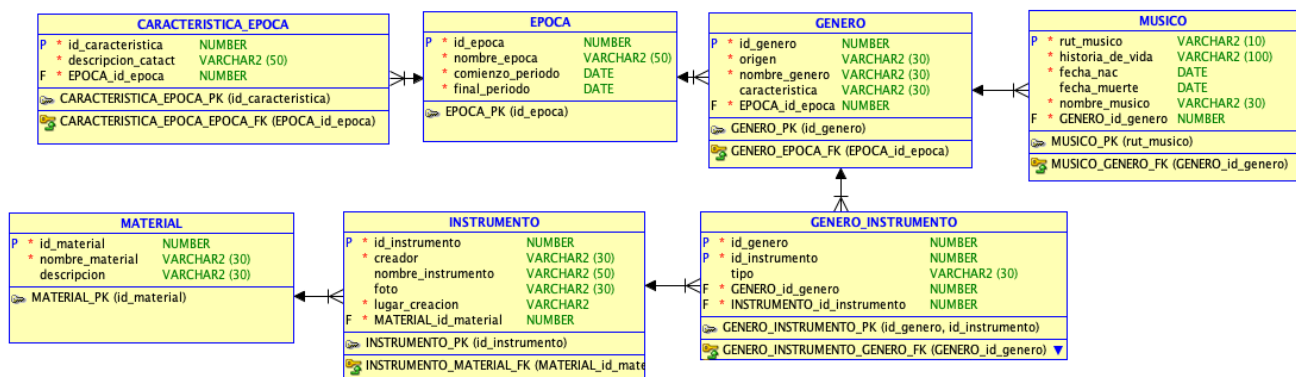 CARACTERISTICA_EPOCA
P * id_caracteristica NUMBER
* descripcion_catact VARCHAR2 (50)
F * EPOCA_id_epoca NUMBER
CARACTERISTICA_EPOCA_PK (id_caracteristica)
CARACTERISTICA_EPOCA_EPOCA_FK (EPOCA_id_epoca)
EPOCA
P * id_epoca NUMBER
* nombre_epoca VARCHAR2 (50)
* comienzo_periodo DATE
* final_periodo DATE
EPOCA_PK (id_epoca)
GENERO
P * id_genero NUMBER
* origen VARCHAR2 (30)
* nombre_genero VARCHAR2 (30)
caracteristica VARCHAR2 (30)
F * EPOCA_id_epoca NUMBER
GENERO_PK (id_genero)
GENERO_EPOCA_FK (EPOCA_id_epoca)
MUSICO
P * rut_musico VARCHAR2 (10)
* historia_de_vida VARCHAR2 (100)
* fecha_nac DATE
fecha_muerte DATE
* nombre_musico VARCHAR2 (30)
F * GENERO_id_genero NUMBER
MUSICO_PK (rut_musico)
MUSICO_GENERO_FK (GENERO_id_genero)
MATERIAL
P * id_material NUMBER
* nombre_material VARCHAR2 (30)
descripcion VARCHAR2 (30)
MATERIAL_PK (id_material)
INSTRUMENTO
P * id_instrumento NUMBER
* creador VARCHAR2 (30)
nombre_instrumento VARCHAR2 (50)
foto VARCHAR2 (30)
* lugar_creacion VARCHAR2
F * MATERIAL_id_material NUMBER
INSTRUMENTO_PK (id_instrumento)
INSTRUMENTO_MATERIAL_FK (MATERIAL_id_mate
GENERO_INSTRUMENTO
P * id_genero NUMBER
P * id_instrumento NUMBER
tipo VARCHAR2 (30)
F * GENERO_id_genero NUMBER
F * INSTRUMENTO_id_instrumento NUMBER
GENERO_INSTRUMENTO_PK (id_genero, id_instrumento)
GENERO_INSTRUMENTO_GENERO_FK (GENERO_id_genero)